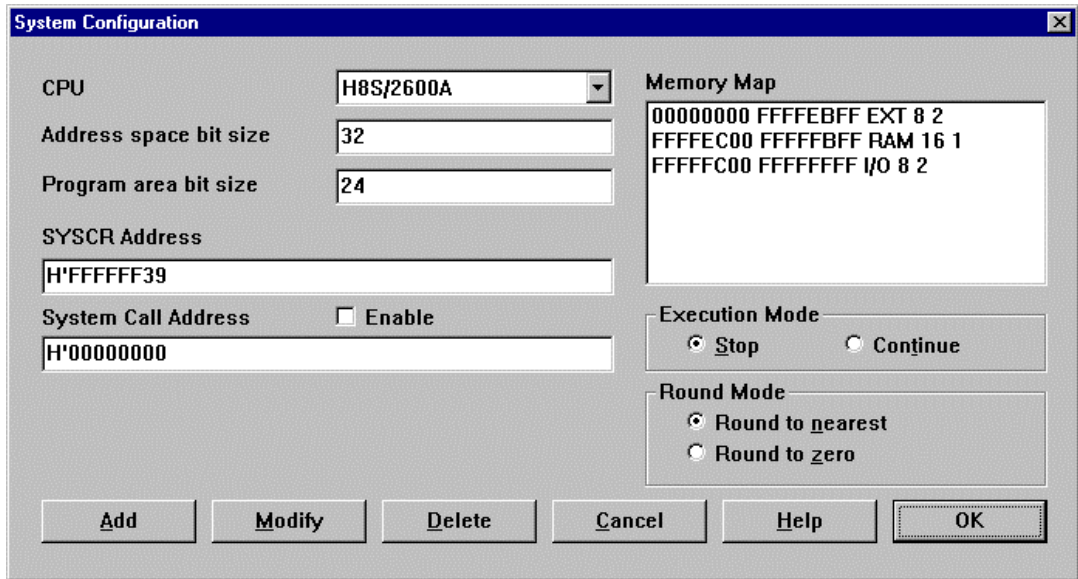 System Configuration
CPU
H8S/2600A
Address space bit size
32
Program area bit size
24
SYSCR Address
H'FFFFFF39
System Call Address
Enable
H'00000000
Memory Map
00000000 FFFFEBFF EXT 8 2
FFFFEC00 FFFFFBFF RAM 16 1
FFFFFC00 FFFFFFFF I/O 8 2
Execution Mode
Stop
Continue
Round Mode
Round to nearest
Round to zero
Add
Modify
Delete
Cancel
Help
OK